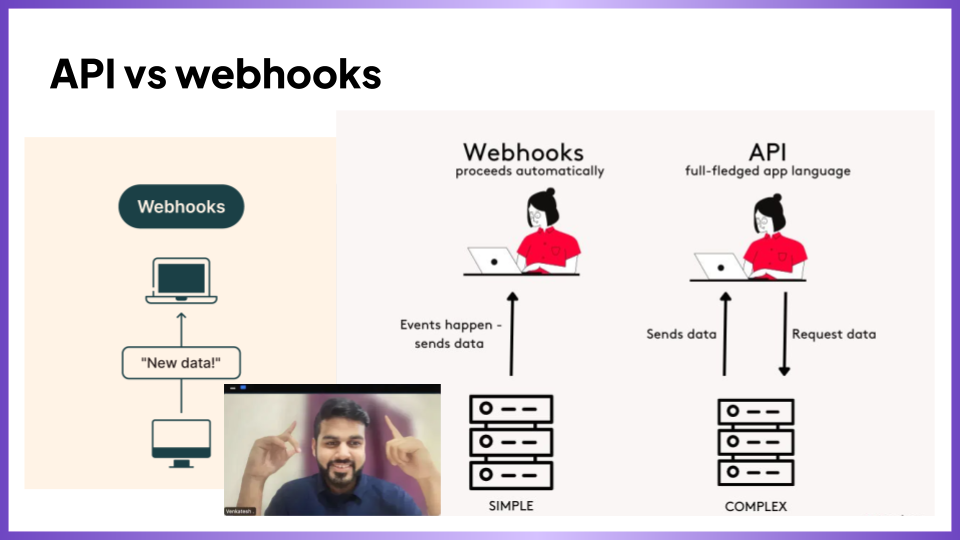 API vs webhooks
Webhooks
"New data!"
Webhooks
proceeds automatically
Events happen -
sends data
SIMPLE
API
full-fledged app language
Sends data
Request data
COMPLEX
Venkatesh .